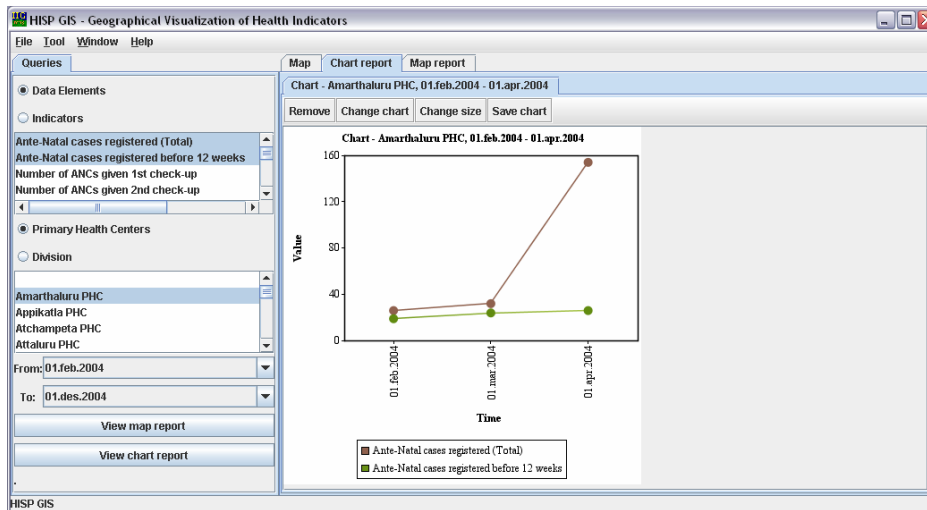 HISP GIS - Geographical Visualization of Health Indicators
File Tool Window Help
Queries
Data Elements
Indicators
Ante-Natal cases registered (Total)
Ante-Natal cases registered before 12 weeks
Number of ANCs given 1st check-up
Number of ANCs given 2nd check-up
Primary Health Centers
Division
Amarthaluru PHC
Appikatla PHC
Atchampeta PHC
Attaluru PHC
From: 01.feb.2004
To: 01.des.2004
View map report
View chart report
.
Map Chart report Map report
Chart - Amarthaluru PHC, 01.feb.2004 - 01.apr.2004
Remove Change chart Change size Save chart
Chart - Amarthaluru PHC, 01.feb.2004 - 01.apr.2004
160
120
80
40
0
Value
01.feb.2004
01.mar.2004
01.apr.2004
Time
Ante-Natal cases registered (Total)
Ante-Natal cases registered before 12 weeks
HISP GIS